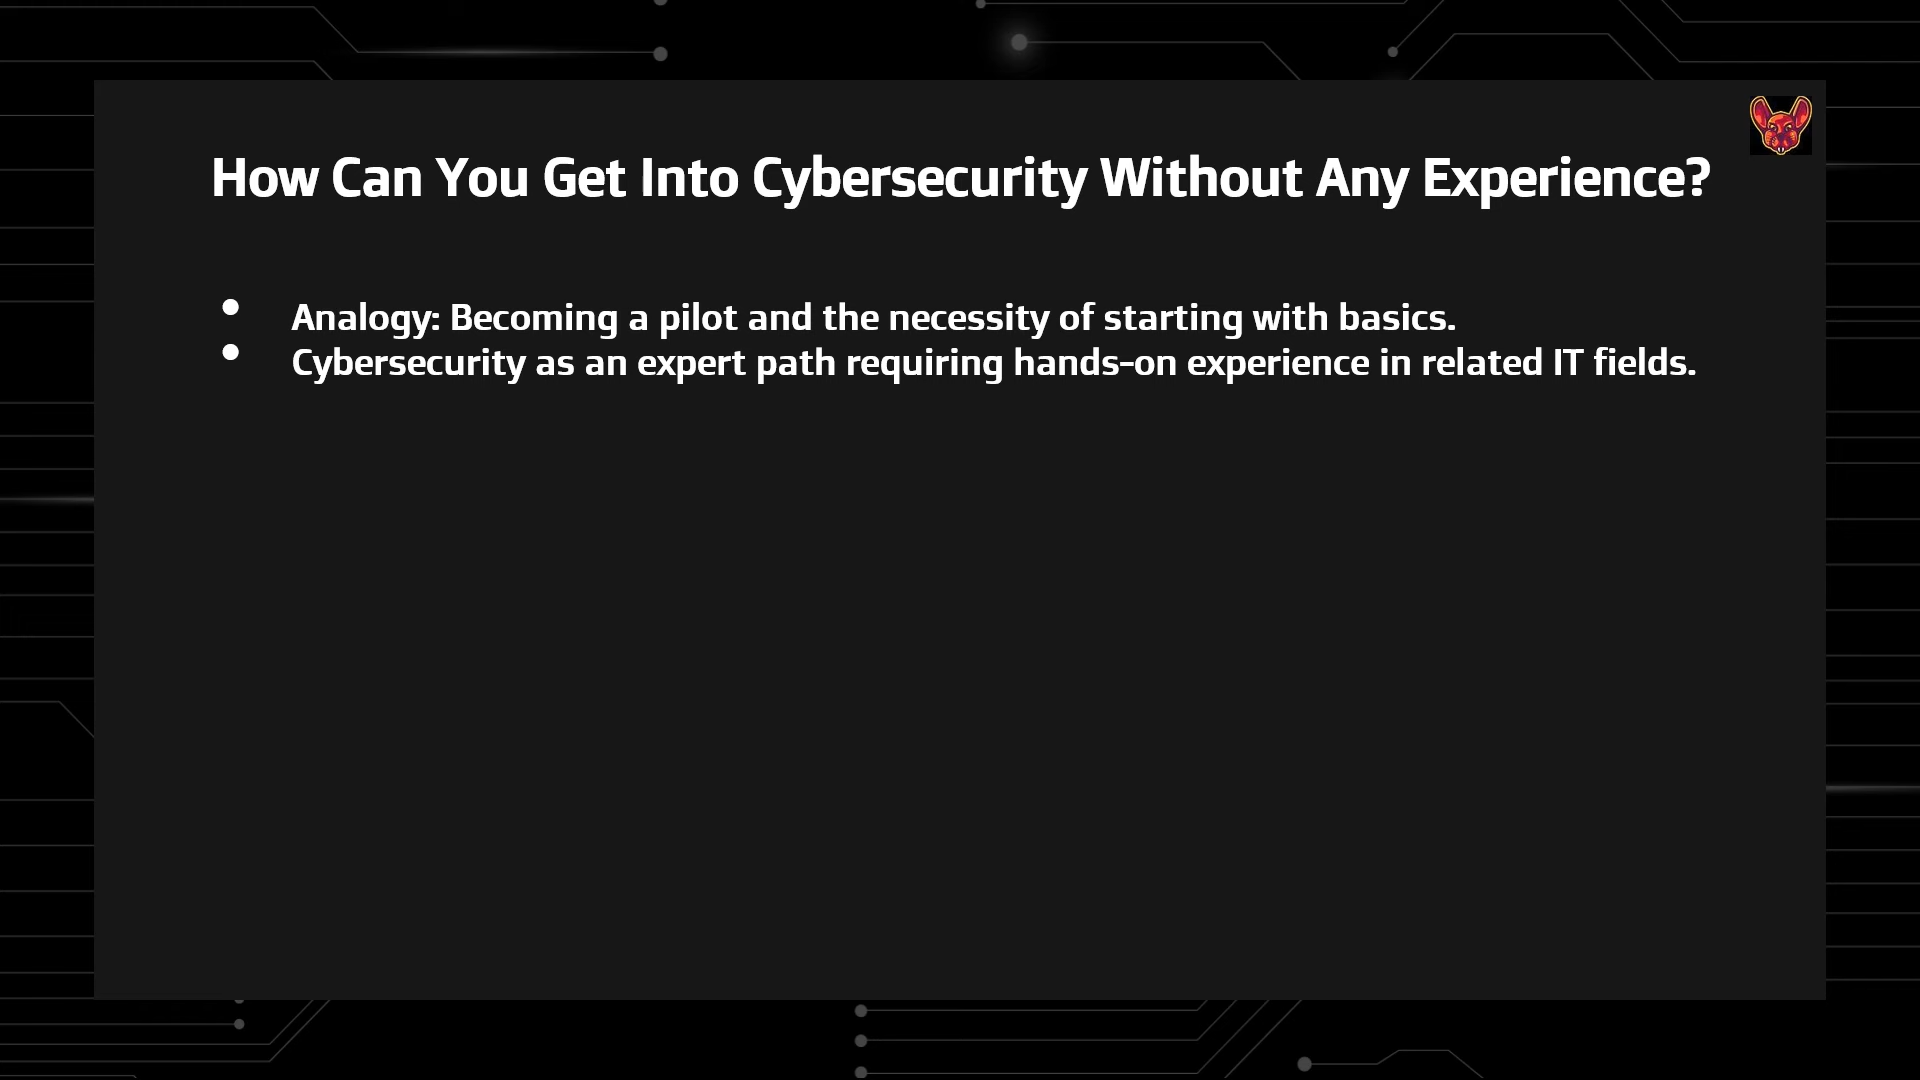 How Can You Get Into Cybersecurity Without Any Experience?
● Analogy: Becoming a pilot and the necessity of starting with basics.
● Cybersecurity as an expert path requiring hands-on experience in related IT fields.